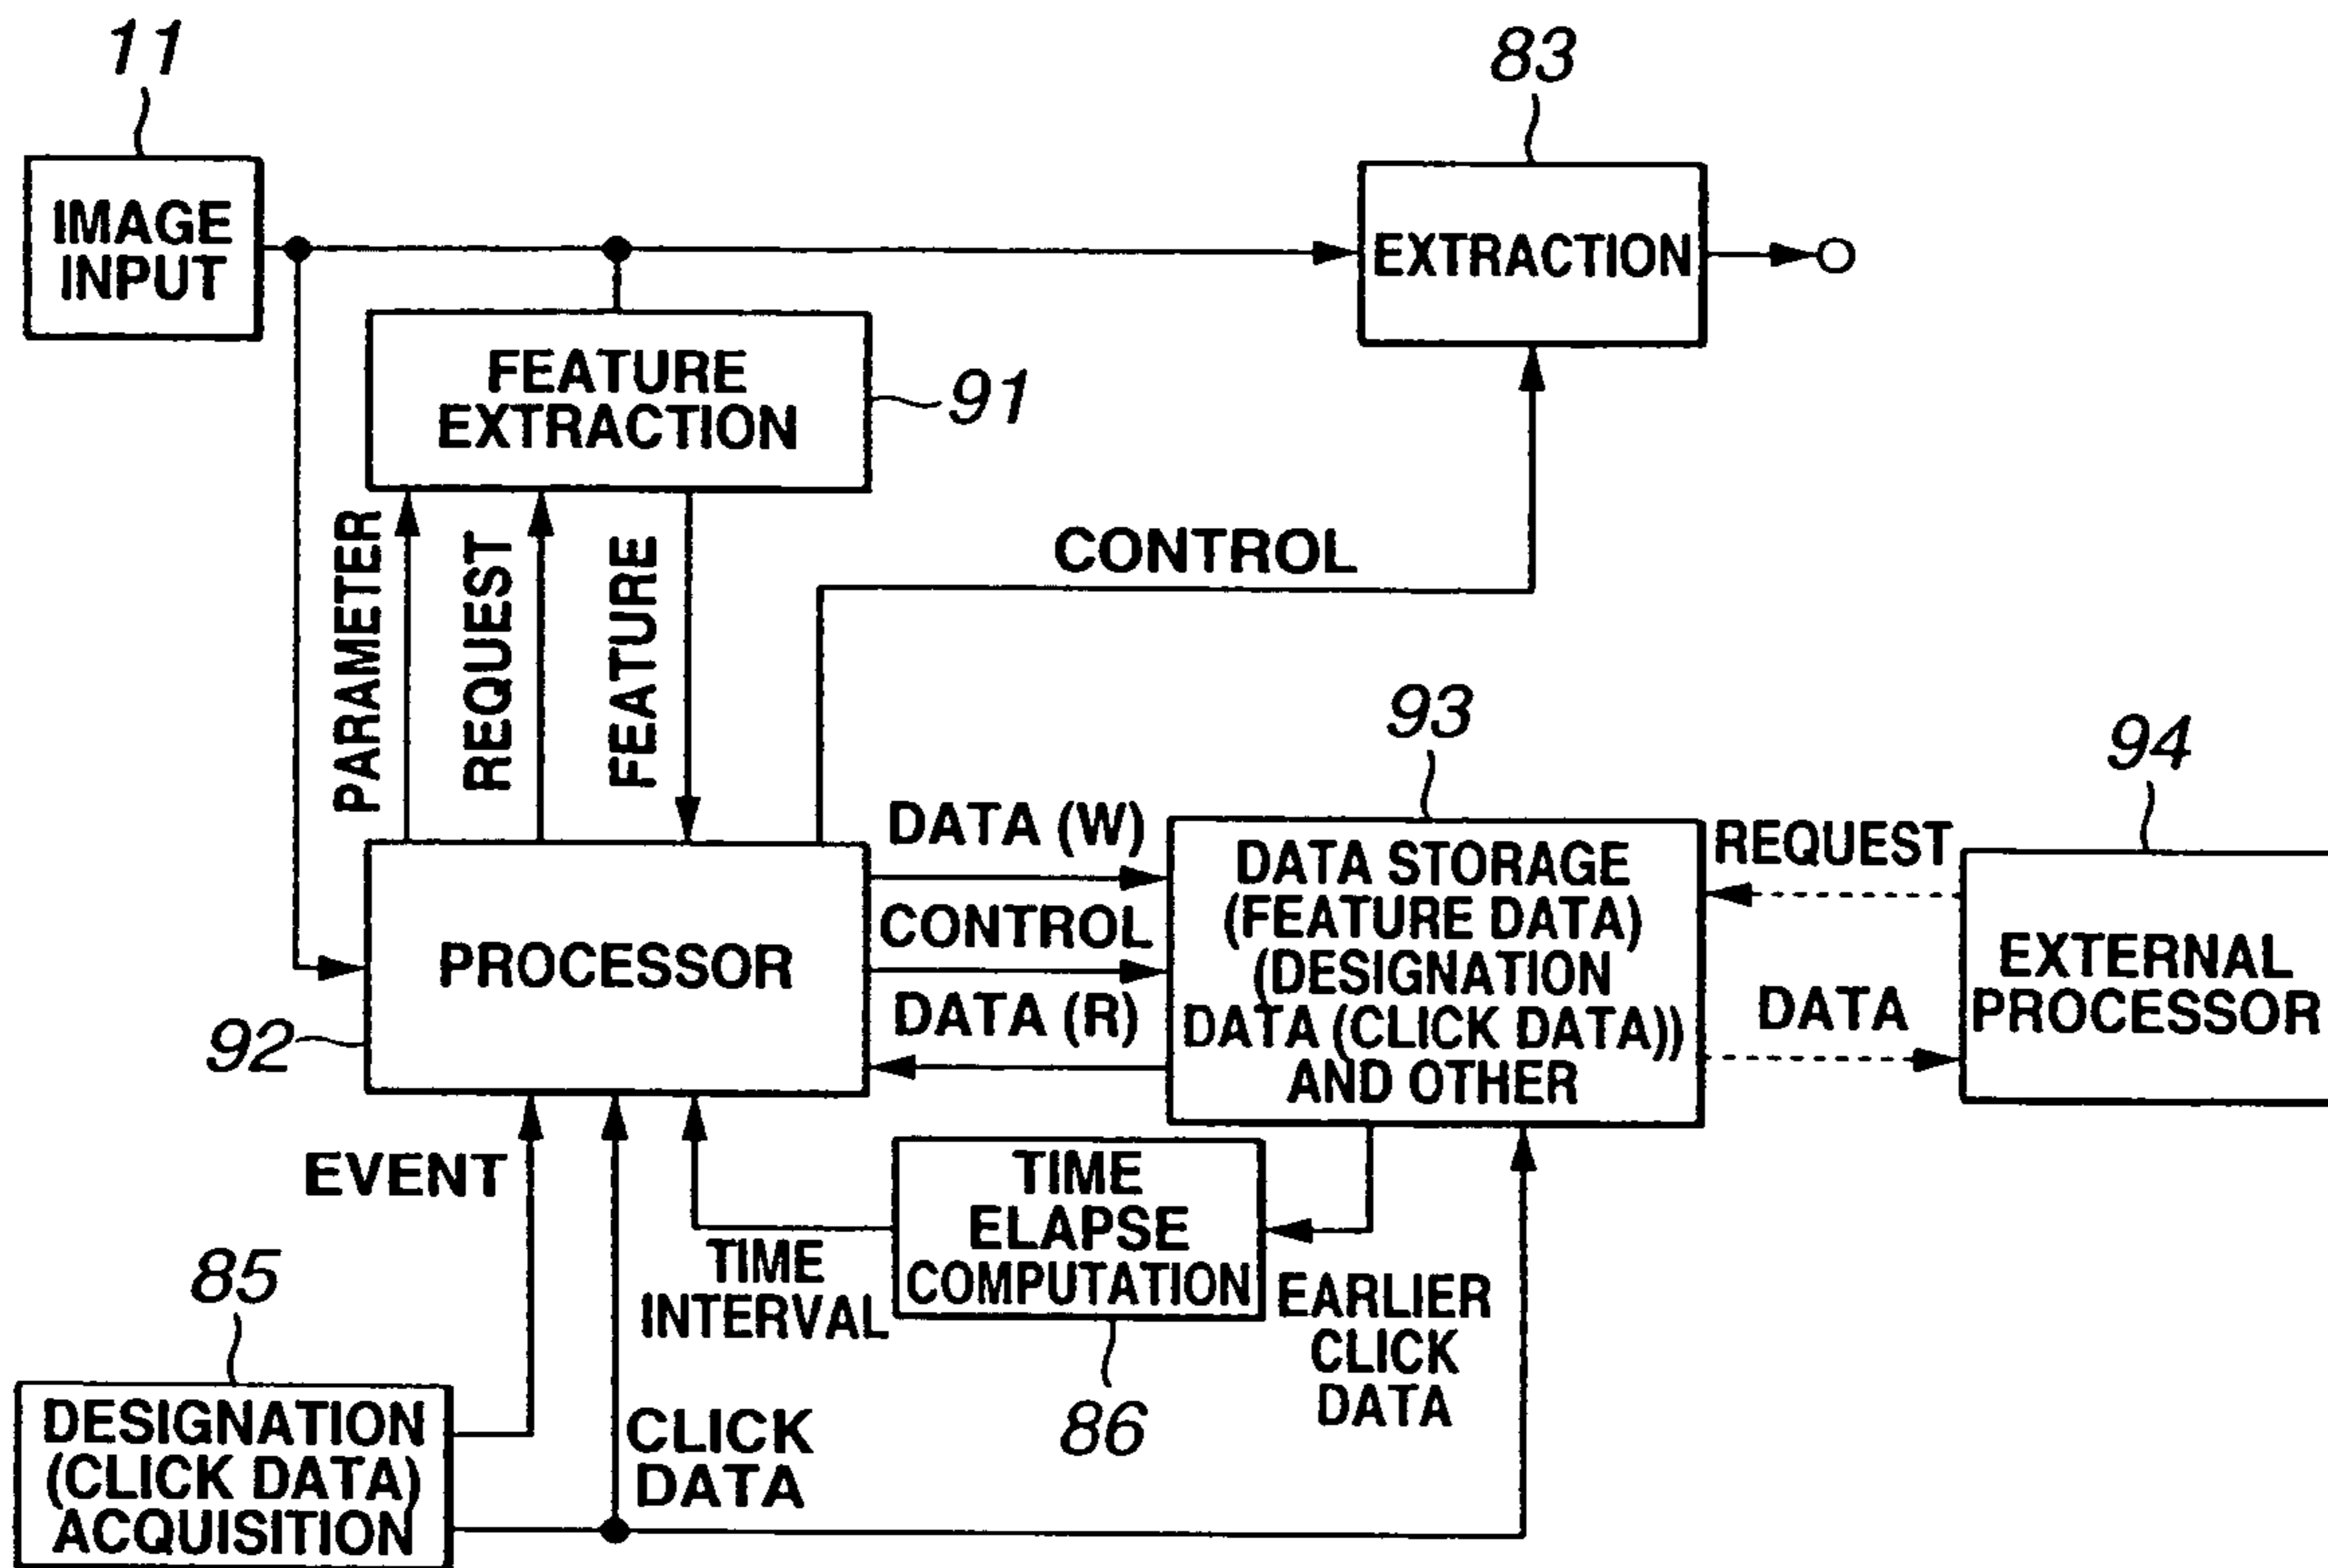 11
83
IMAGE
INPUT
EXTRACTION
FEATURE
EXTRACTION
91
PARAMETER
REQUEST
FEATURE
CONTROL
93
94
DATA (W)
CONTROL
DATA (R)
PROCESSOR
92
DATA STORAGE
(FEATURE DATA)
(DESIGNATION
DATA (CLICK DATA))
AND OTHER
REQUEST
DATA
EXTERNAL
PROCESSOR
EVENT
TIME
INTERVAL
TIME
ELAPSE
COMPUTATION
86
EARLIER
CLICK
DATA
85
DESIGNATION
(CLICK DATA)
ACQUISITION
CLICK
DATA